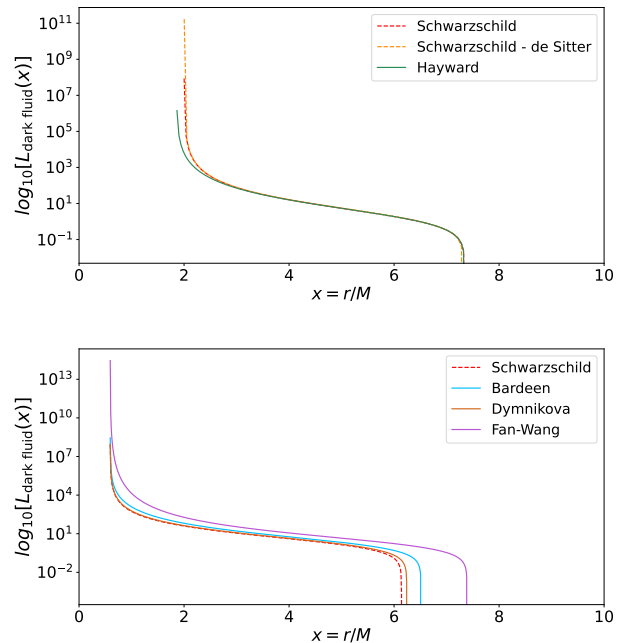 10^11
10^9
10^7
10^5
10^3
10^1
10^-1
log_10[L_dark fluid(x)]
Schwarzschild
Schwarzschild - de Sitter
Hayward
0 2 4 6 8 10
x = r/M
10^13
10^10
10^7
10^4
10^1
10^-2
log_10[L_dark fluid(x)]
Schwarzschild
Bardeen
Dymnikova
Fan-Wang
0 2 4 6 8 10
x = r/M